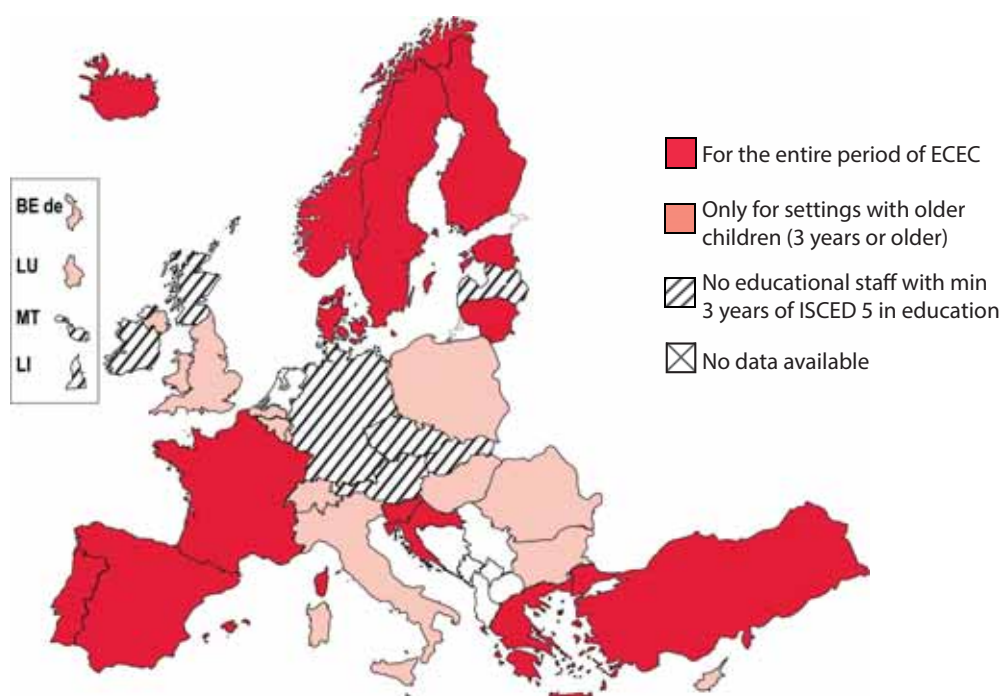 BE de
LU
MT
LI
For the entire period of ECEC
Only for settings with older
children (3 years or older)
No educational staff with min
3 years of ISCED 5 in education
No data available